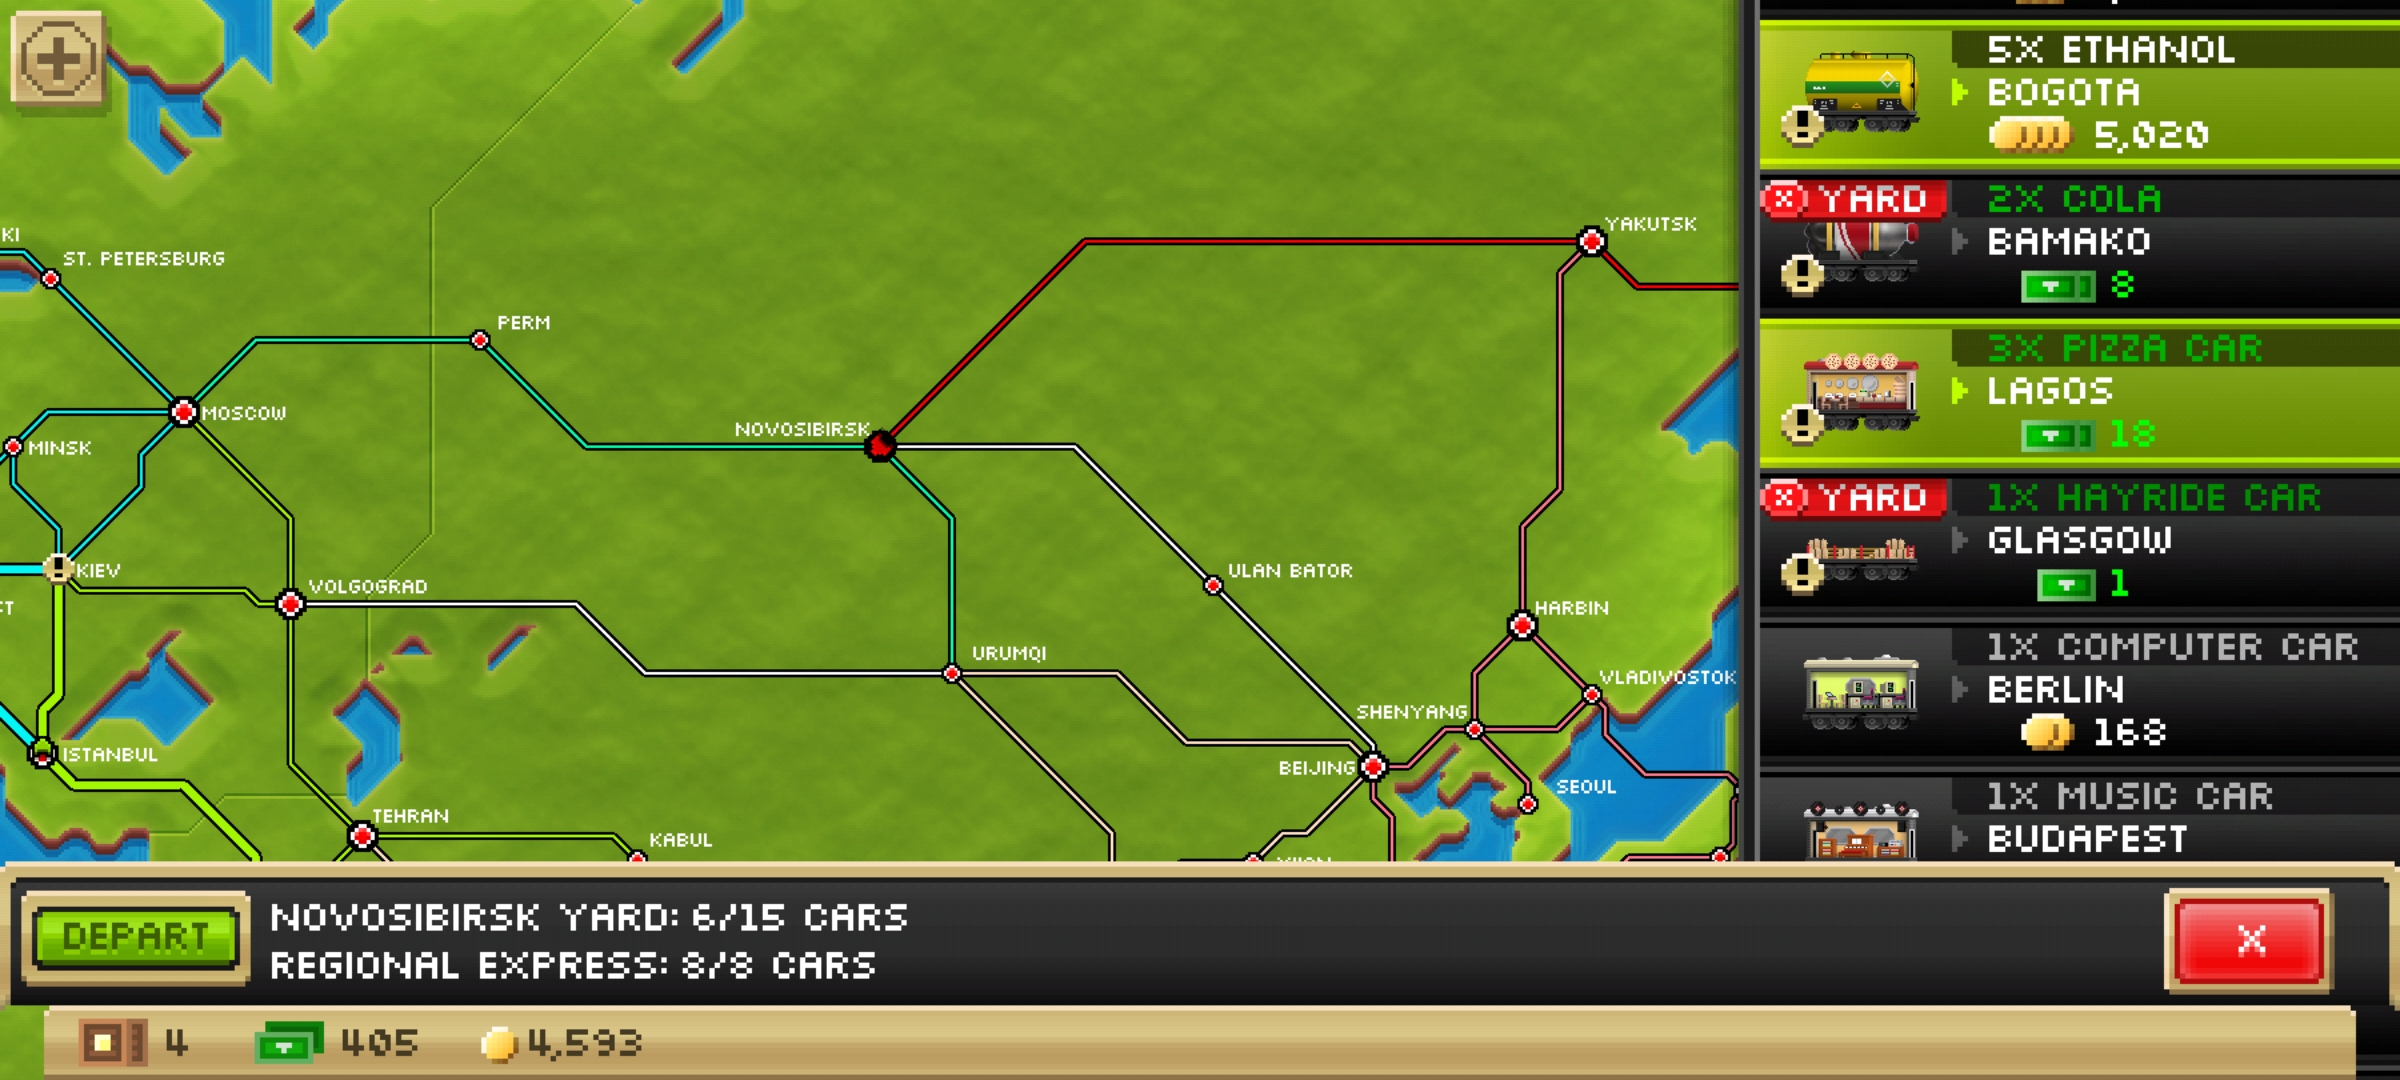 KI
ST. PETERSBURG
YAKUTSK
PERM
MOSCOW
NOVOSIBIRSK
MINSK
KIEV
ULAN BATOR
VOLGOGRAD
HARBIN
URUMQI
VLADIVOSTOK
SHENYANG
ISTANBUL
BEIJING
SEOUL
TEHRAN
KABUL
5X ETHANOL
BOGOTA
5,020
YARD
2X COLA
BAMAKO
8
3X PIZZA CAR
LAGOS
18
YARD
1X HAYRIDE CAR
GLASGOW
1
1X COMPUTER CAR
BERLIN
168
1X MUSIC CAR
BUDAPEST
DEPART
NOVOSIBIRSK YARD: 6/15 CARS
REGIONAL EXPRESS: 8/8 CARS
X
4
405
4,593